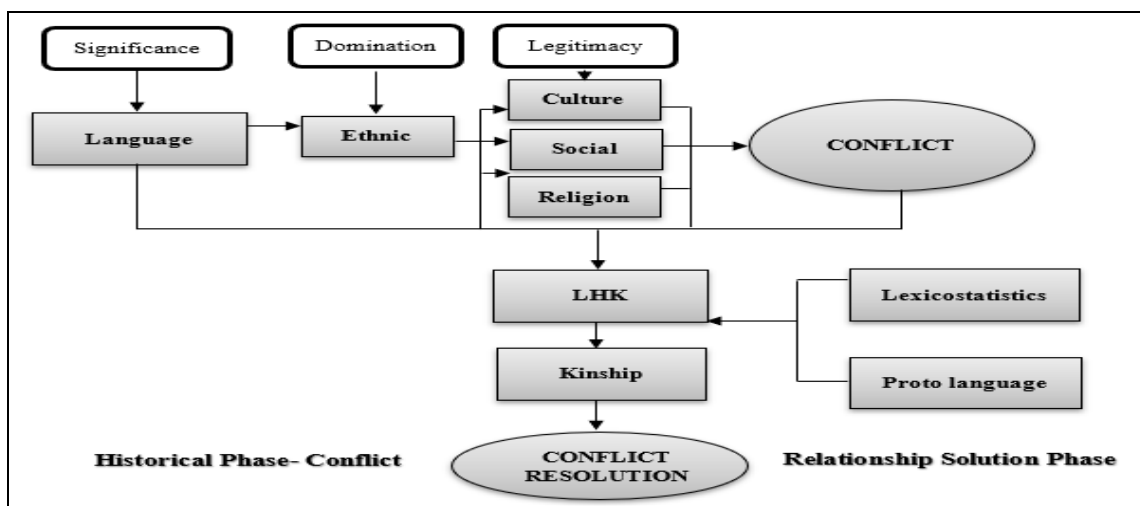 Significance
Domination
Legitimacy
Language
Ethnic
Culture
Social
Religion
CONFLICT
LHK
Lexicostatistics
Kinship
Proto language
Historical Phase- Conflict
CONFLICT
RESOLUTION
Relationship Solution Phase